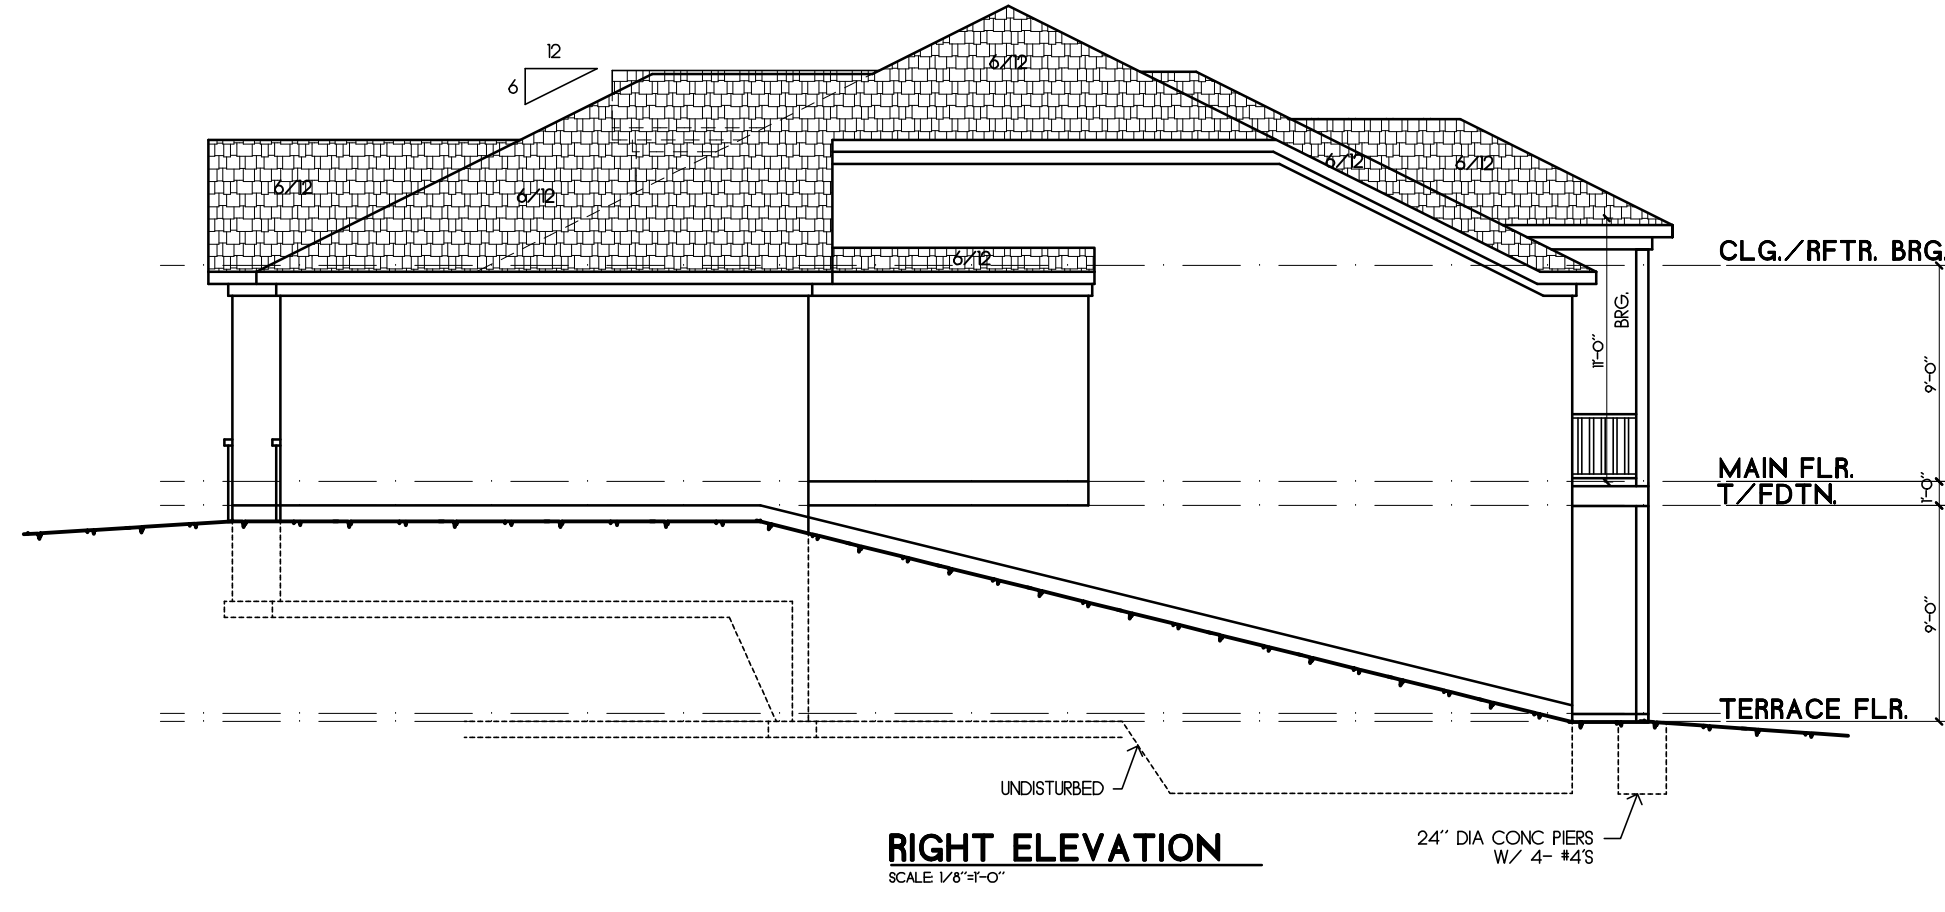 12
6
6/12
6/12
6/12
6/12
6/12
6/12
CLG./RFTR. BRG.
BRG.
11'-0"
9'-0"
MAIN FLR.
T/FDTN.
1'-0"
9'-0"
TERRACE FLR.
UNDISTURBED
24" DIA CONC PIERS
W/ 4- #4'S
RIGHT ELEVATION
SCALE: 1/8"=1'-0"